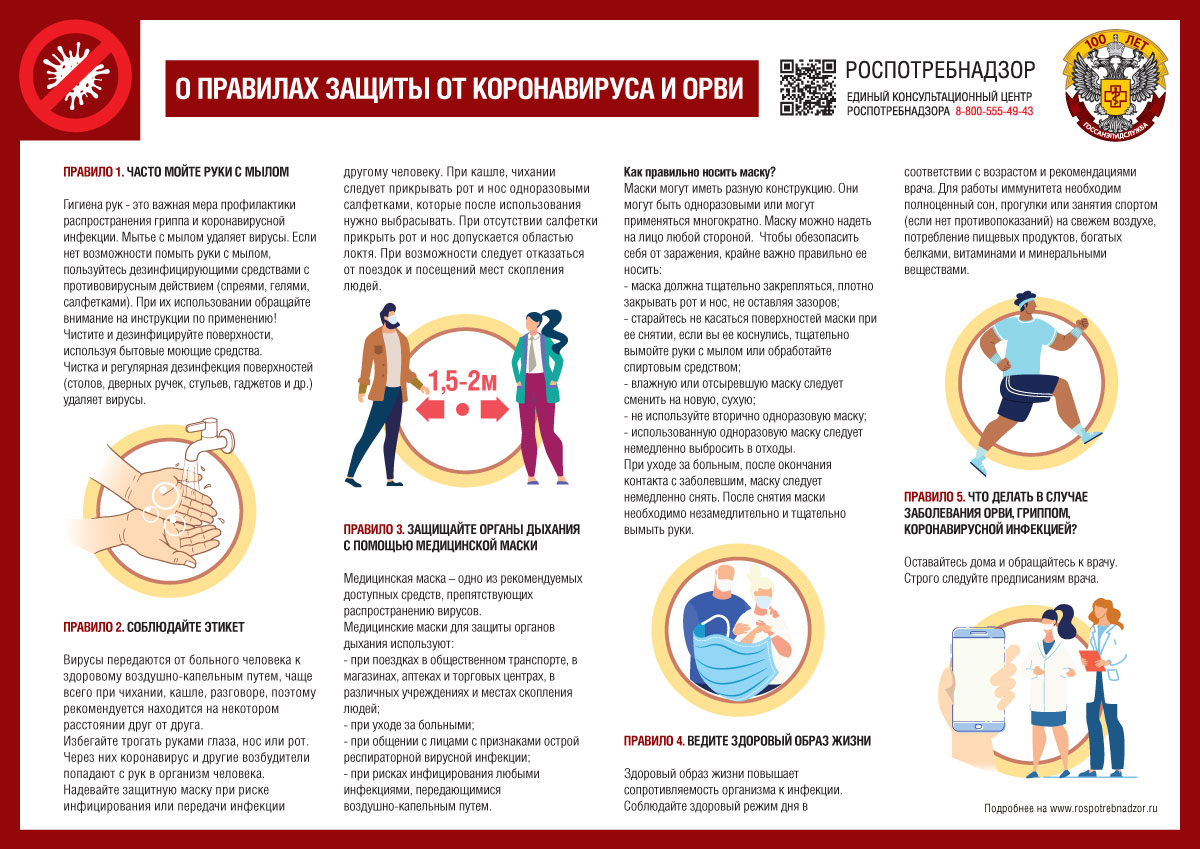 О ПРАВИЛАХ ЗАЩИТЫ ОТ КОРОНАВИРУСА И ОРВИ
РОСПОТРЕБНАДЗОР
ЕДИНЫЙ КОНСУЛЬТАЦИОННЫЙ ЦЕНТР
РОСПОТРЕБНАДЗОРА 8-800-555-49-43
100 ЛЕТ
ГОССАНЭПИДСЛУЖБА
ПРАВИЛО 1. ЧАСТО МОЙТЕ РУКИ С МЫЛОМ
Гигиена рук - это важная мера профилактики
распространения гриппа и коронавирусной
инфекции. Мытье с мылом удаляет вирусы. Если
нет возможности помыть руки с мылом,
пользуйтесь дезинфицирующими средствами с
противовирусным действием (спреями, гелями,
салфетками). При их использовании обращайте
внимание на инструкции по применению!
Чистите и дезинфицируйте поверхности,
используя бытовые моющие средства.
Чистка и регулярная дезинфекция поверхностей
(столов, дверных ручек, стульев, гаджетов и др.)
удаляет вирусы.
ПРАВИЛО 2. СОБЛЮДАЙТЕ ЭТИКЕТ
Вирусы передаются от больного человека к
здоровому воздушно-капельным путем, чаще
всего при чихании, кашле, разговоре, поэтому
рекомендуется находится на некотором
расстоянии друг от друга.
Избегайте трогать руками глаза, нос или рот.
Через них коронавирус и другие возбудители
попадают с рук в организм человека.
Надевайте защитную маску при риске
инфицирования или передачи инфекции
другому человеку. При кашле, чихании
следует прикрывать рот и нос одноразовыми
салфетками, которые после использования
нужно выбрасывать. При отсутствии салфетки
прикрыть рот и нос допускается областью
локтя. При возможности следует отказаться
от поездок и посещений мест скопления
людей.
1,5-2м
ПРАВИЛО 3. ЗАЩИЩАЙТЕ ОРГАНЫ ДЫХАНИЯ
С ПОМОЩЬЮ МЕДИЦИНСКОЙ МАСКИ
Медицинская маска – одно из рекомендуемых
доступных средств, препятствующих
распространению вирусов.
Медицинские маски для защиты органов
дыхания используют:
- при поездках в общественном транспорте, в
магазинах, аптеках и торговых центрах, в
различных учреждениях и местах скопления
людей;
- при уходе за больными;
- при общении с лицами с признаками острой
респираторной вирусной инфекции;
- при рисках инфицирования любыми
инфекциями, передающимися
воздушно-капельным путем.
Как правильно носить маску?
Маски могут иметь разную конструкцию. Они
могут быть одноразовыми или могут
применяться многократно. Маску можно надеть
на лицо любой стороной. Чтобы обезопасить
себя от заражения, крайне важно правильно ее
носить:
- маска должна тщательно закрепляться, плотно
закрывать рот и нос, не оставляя зазоров;
- старайтесь не касаться поверхностей маски при
ее снятии, если вы ее коснулись, тщательно
вымойте руки с мылом или обработайте
спиртовым средством;
- влажную или отсыревшую маску следует
сменить на новую, сухую;
- не используйте вторично одноразовую маску;
- использованную одноразовую маску следует
немедленно выбросить в отходы.
При уходе за больным, после окончания
контакта с заболевшим, маску следует
немедленно снять. После снятия маски
необходимо незамедлительно и тщательно
вымыть руки.
ПРАВИЛО 4. ВЕДИТЕ ЗДОРОВЫЙ ОБРАЗ ЖИЗНИ
Здоровый образ жизни повышает
сопротивляемость организма к инфекции.
Соблюдайте здоровый режим дня в
соответствии с возрастом и рекомендациями
врача. Для работы иммунитета необходим
полноценный сон, прогулки или занятия спортом
(если нет противопоказаний) на свежем воздухе,
потребление пищевых продуктов, богатых
белками, витаминами и минеральными
веществами.
ПРАВИЛО 5. ЧТО ДЕЛАТЬ В СЛУЧАЕ
ЗАБОЛЕВАНИЯ ОРВИ, ГРИППОМ,
КОРОНАВИРУСНОЙ ИНФЕКЦИЕЙ?
Оставайтесь дома и обращайтесь к врачу.
Строго следуйте предписаниям врача.
Подробнее на www.rospotrebnadzor.ru